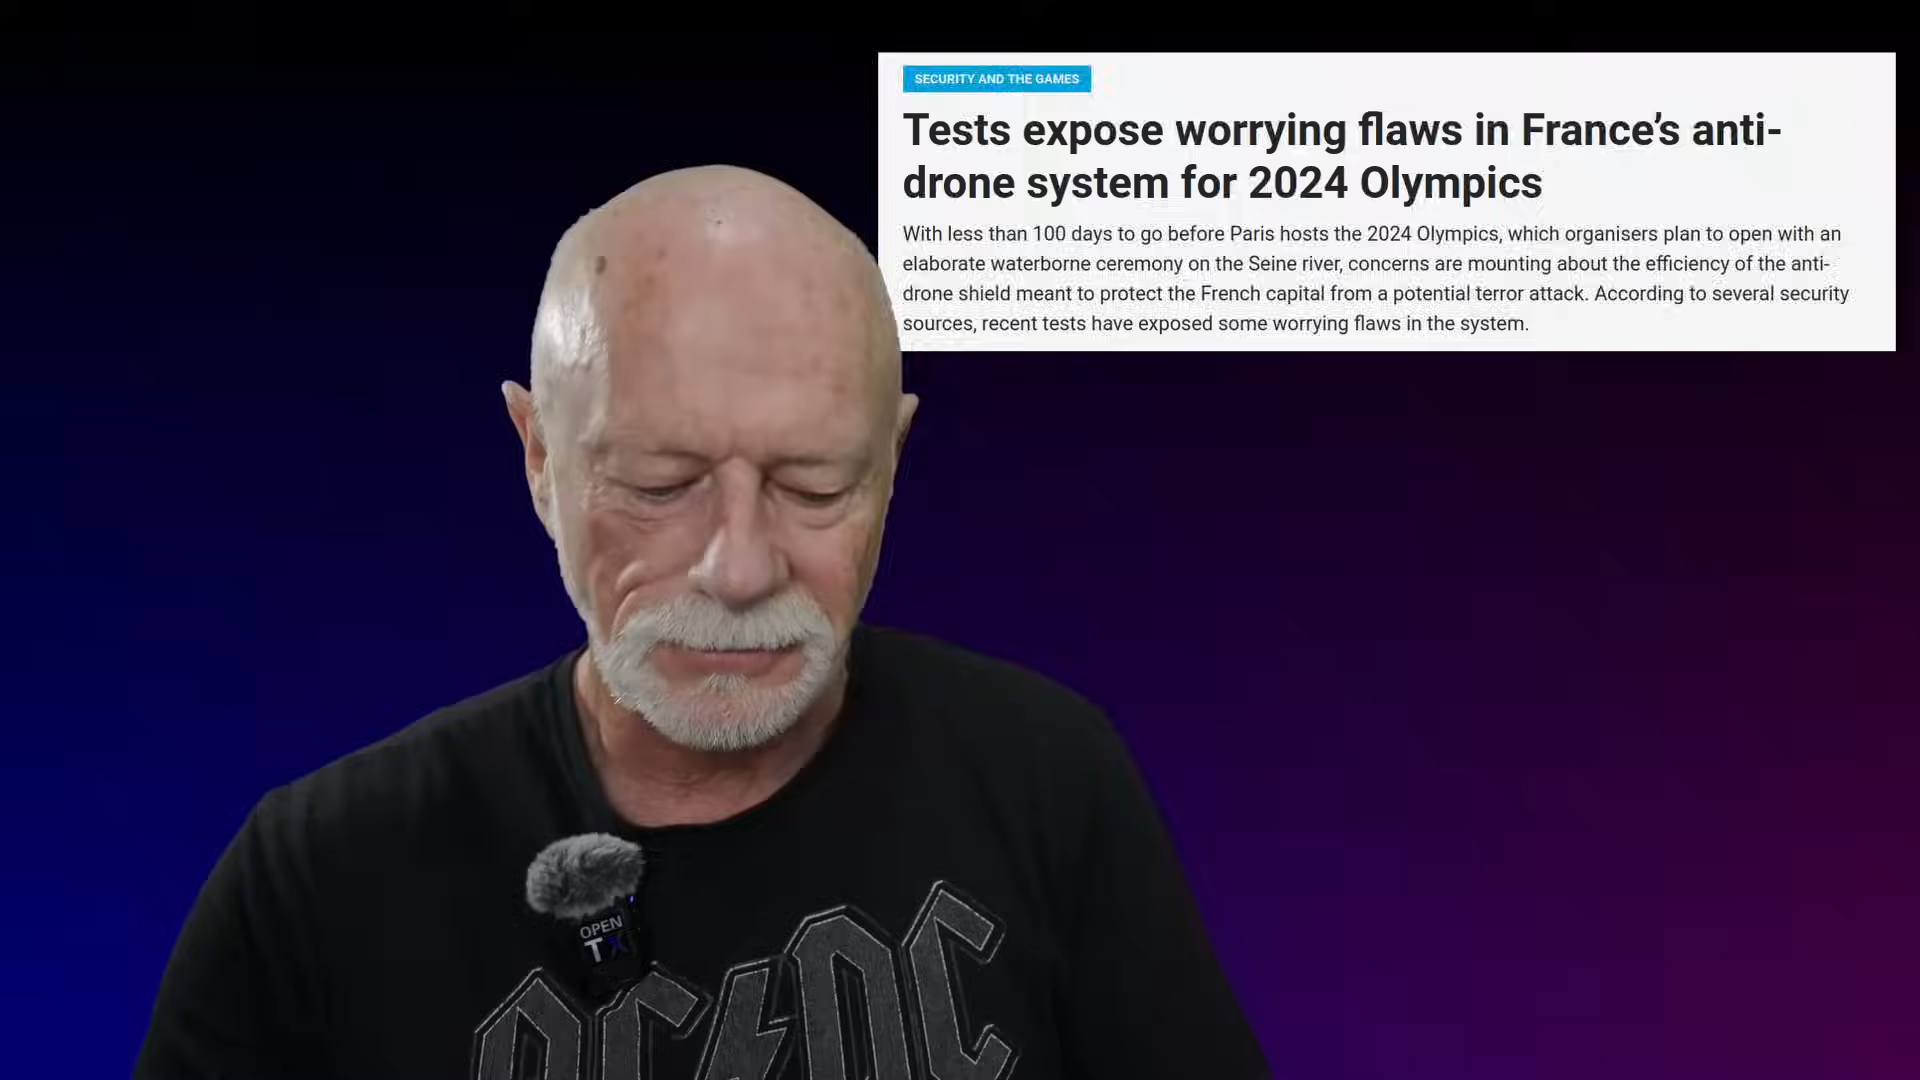 SECURITY AND THE GAMES
Tests expose worrying flaws in France’s anti-
drone system for 2024 Olympics
With less than 100 days to go before Paris hosts the 2024 Olympics, which organisers plan to open with an
elaborate waterborne ceremony on the Seine river, concerns are mounting about the efficiency of the anti-
drone shield meant to protect the French capital from a potential terror attack. According to several security
sources, recent tests have exposed some worrying flaws in the system.
OPEN
TX
AC/DC